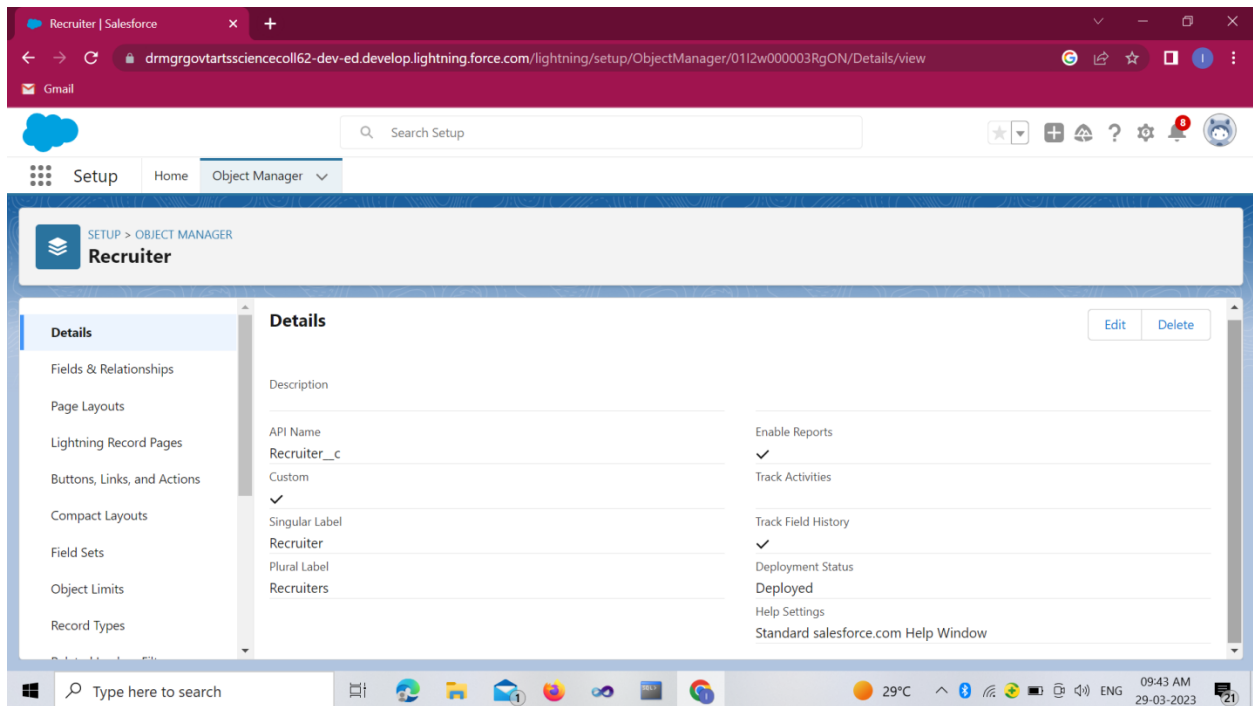 Recruiter | Salesforce
drmgrgovtartssciencecoll62-dev-ed.develop.lightning.force.com/lightning/setup/ObjectManager/01I2w000003RgON/Details/view
G
I
Gmail
Search Setup
8
Setup
Home
Object Manager
SETUP > OBJECT MANAGER
Recruiter
Details
Fields & Relationships
Page Layouts
Lightning Record Pages
Buttons, Links, and Actions
Compact Layouts
Field Sets
Object Limits
Record Types
Details
Edit
Delete
Description
API Name
Recruiter__c
Custom
Singular Label
Recruiter
Plural Label
Recruiters
Enable Reports
Track Activities
Track Field History
Deployment Status
Deployed
Help Settings
Standard salesforce.com Help Window
Type here to search
1
29°C
ENG
09:43 AM
29-03-2023
21